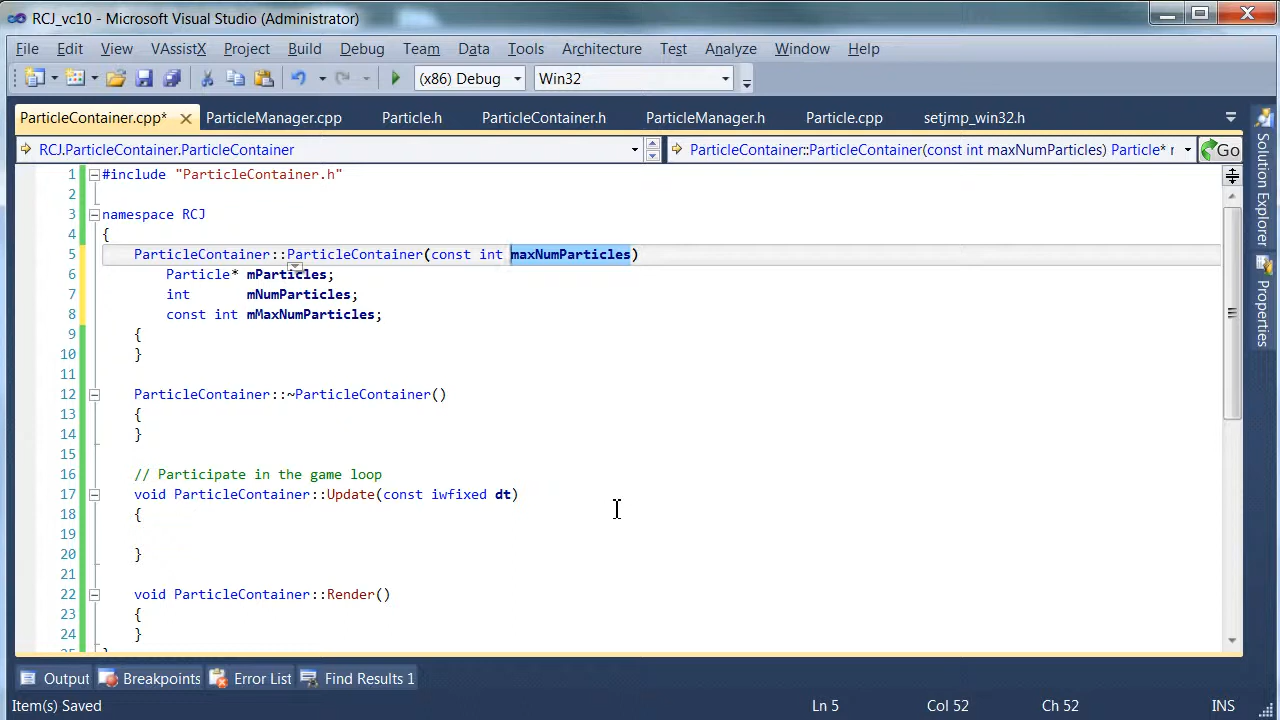 RCJ_vc10 - Microsoft Visual Studio (Administrator)
File Edit View VAssistX Project Build Debug Team Data Tools Architecture Test Analyze Window Help
(x86) Debug Win32
ParticleContainer.cpp* ParticleManager.cpp Particle.h ParticleContainer.h ParticleManager.h Particle.cpp setjmp_win32.h
RCJ.ParticleContainer.ParticleContainer ParticleContainer::ParticleContainer(const int maxNumParticles) Particle* Go
1 #include "ParticleContainer.h"
2
3 namespace RCJ
4 {
5 ParticleContainer::ParticleContainer(const int maxNumParticles)
6 Particle* mParticles;
7 int mNumParticles;
8 const int mMaxNumParticles;
9 {
10 }
11
12 ParticleContainer::~ParticleContainer()
13 {
14 }
15
16 // Participate in the game loop
17 void ParticleContainer::Update(const iwfixed dt)
18 {
19
20 }
21
22 void ParticleContainer::Render()
23 {
24 }
Solution Explorer
Properties
Output Breakpoints Error List Find Results 1
Item(s) Saved Ln 5 Col 52 Ch 52 INS